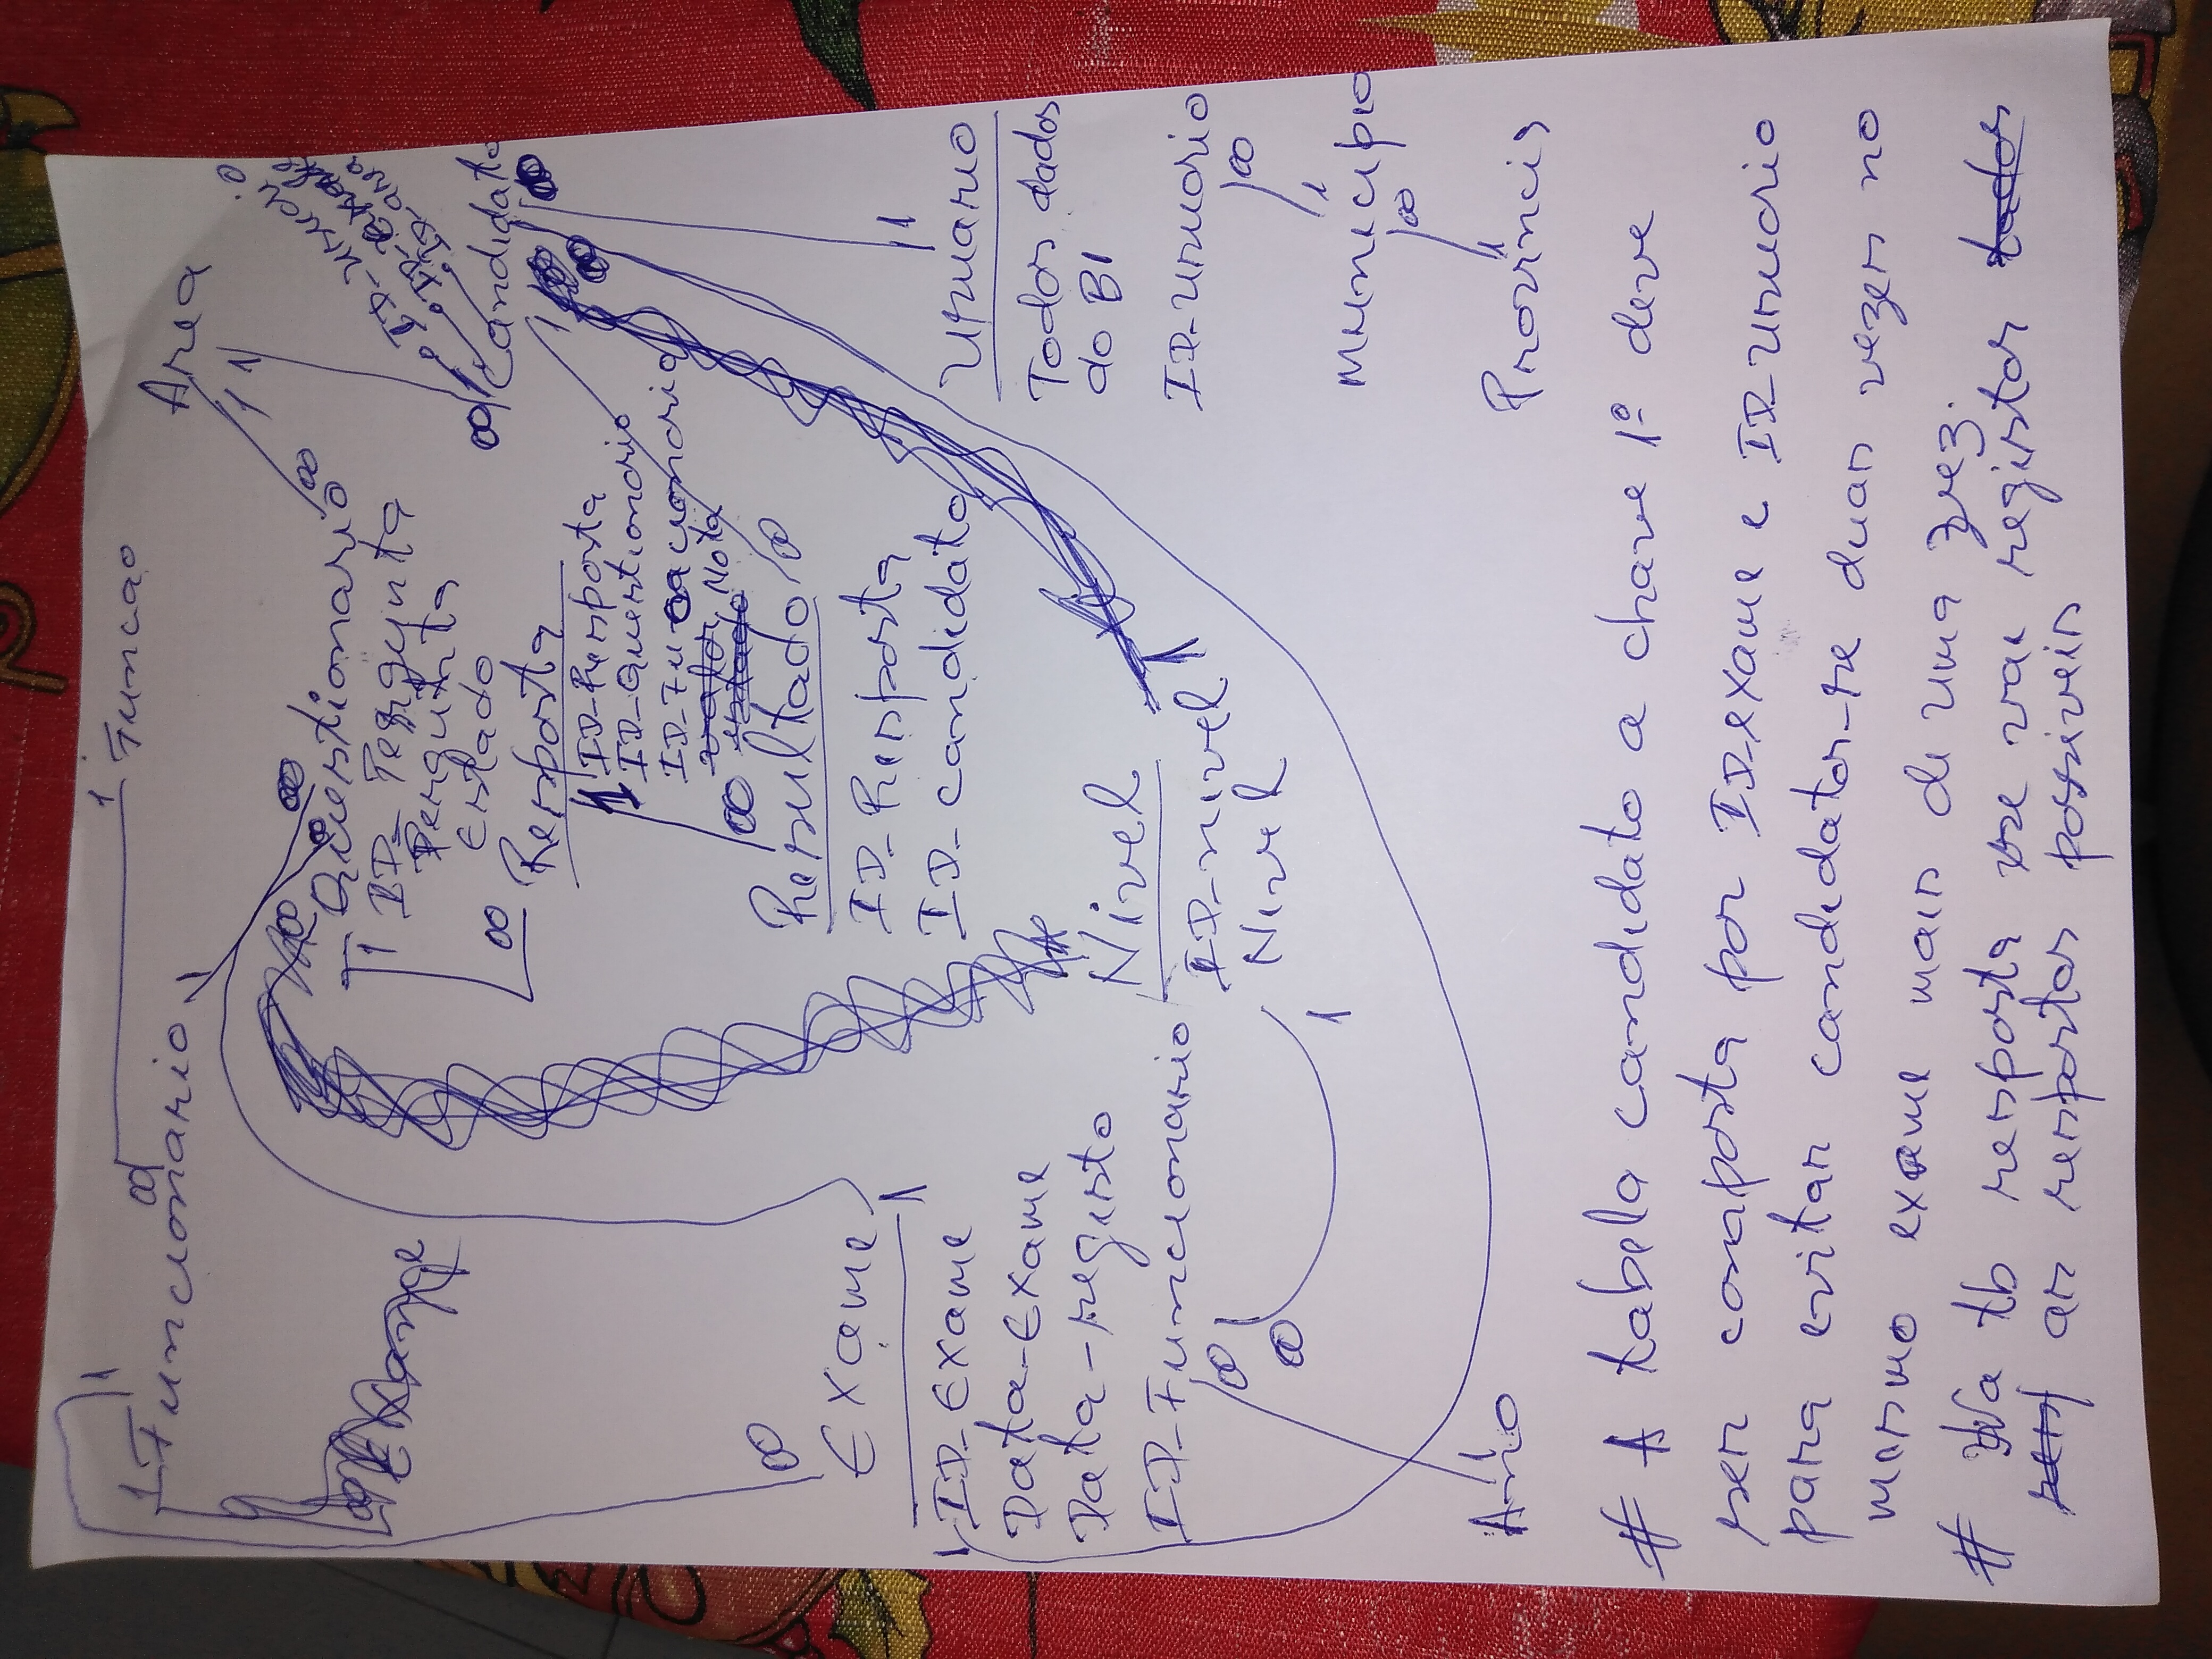 1
1 Funcionario
∞
1 Funcao
1
Area
1 1
∞ ∞ ∞
Questionario ∞
1
ID_Pergunta
Pergunta
Estado
∞
Resposta
1 ID_Resposta
ID_Questionario
ID_Funcionario
valor Nota
estado
∞
Resultado ∞
ID_Resposta
ID_candidato
ID_usuario
ID_Exame
ID_area
∞ Candidato
1
∞
1
Usuario
Todos dados
do BI
ID_usuario
∞
1
Municipio
∞
1
Provincia
∞
Exame
1
1 ID_Exame
Data-Exame
Data-registo
ID_Funcionario
∞
∞
1
1
Ano
Nivel
ID_nivel 1
Nivel
# A tabela candidato a chave 1º deve
ser composta por ID_exame e ID_usuario
para evitar candidatar-se duas vezes no
mesmo exame mais de uma vez.
# Na tb resposta se vai registar todas
as respostas possiveis